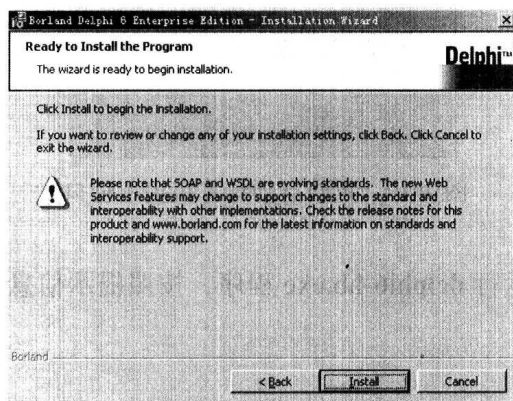 Borland Delphi 6 Enterprise Edition - Installation Wizard
Ready to Install the Program
The wizard is ready to begin installation.
Delphi™
Click Install to begin the installation.
If you want to review or change any of your installation settings, click Back. Click Cancel to
exit the wizard.
Please note that SOAP and WSDL are evolving standards. The new Web
Services features may change to support changes to the standard and
interoperability with other implementations. Check the release notes for this
product and www.borland.com for the latest information on standards and
interoperability support.
Borland
< Back
Install
Cancel